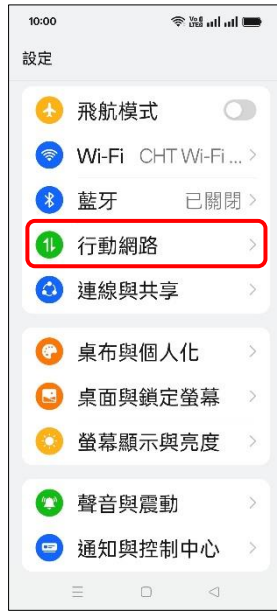 10:00
設定
飛航模式
Wi-Fi CHT Wi-Fi ...
藍牙 已關閉
行動網路
連線與共享
桌布與個人化
桌面與鎖定螢幕
螢幕顯示與亮度
聲音與震動
通知與控制中心